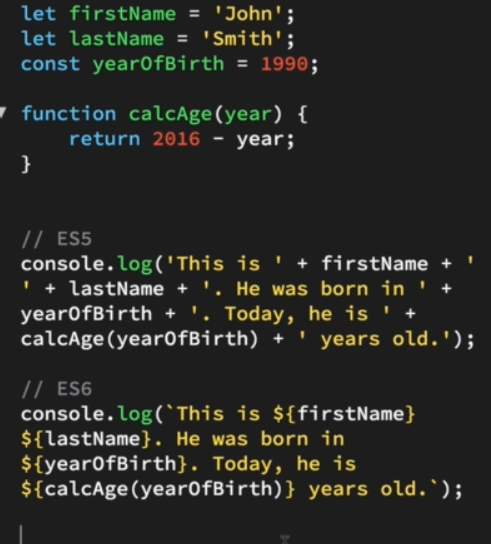 let firstName = 'John';
let lastName = 'Smith';
const yearOfBirth = 1990;
function calcAge(year) {
    return 2016 - year;
}
// ES5
console.log('This is ' + firstName + '
' + lastName + '. He was born in ' +
yearOfBirth + '. Today, he is ' +
calcAge(yearOfBirth) + ' years old.');
// ES6
console.log(`This is ${firstName}
${lastName}. He was born in
${yearOfBirth}. Today, he is
${calcAge(yearOfBirth)} years old.`);